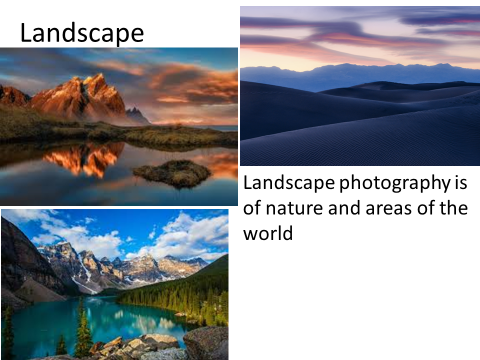 Landscape
Landscape photography is
of nature and areas of the
world